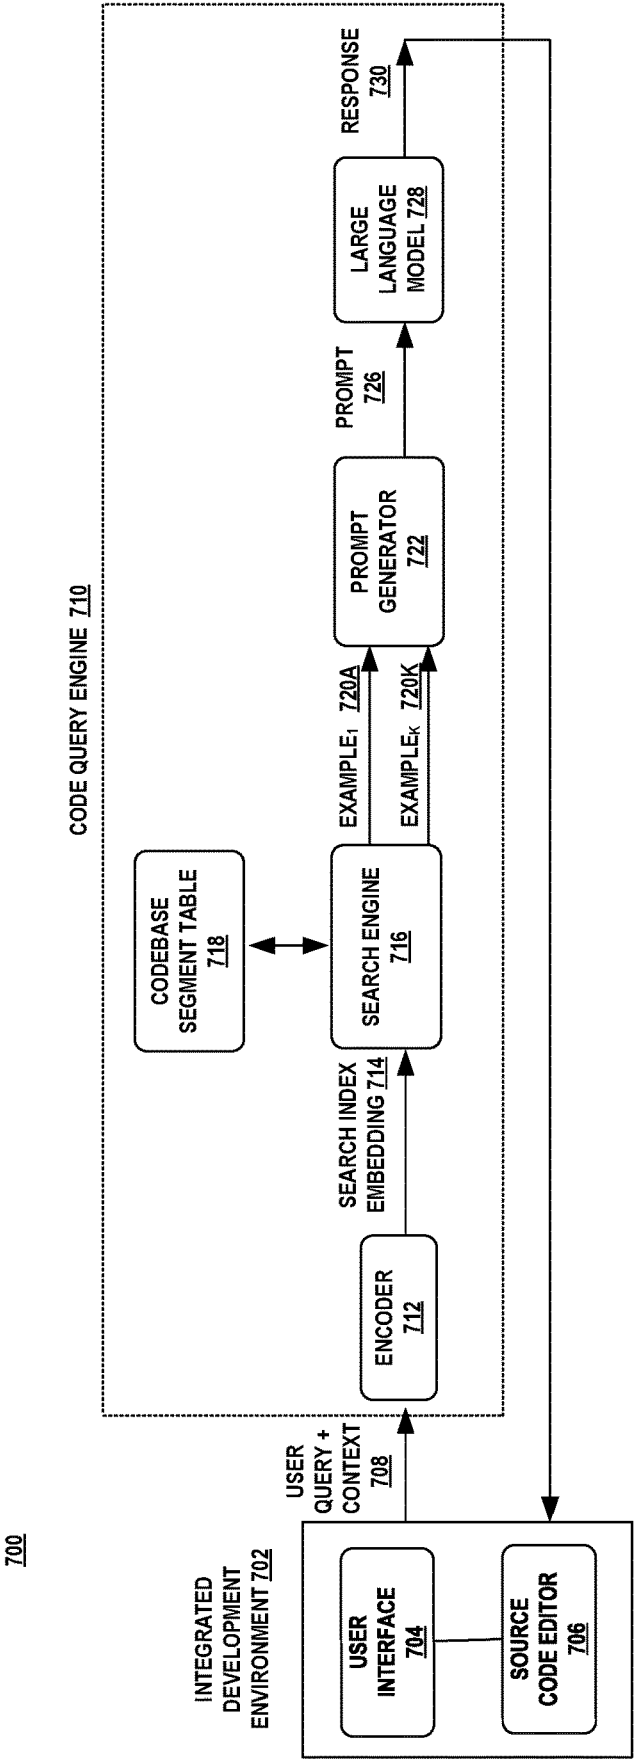 700
INTEGRATED
DEVELOPMENT
ENVIRONMENT 702
USER
INTERFACE
704
SOURCE
CODE EDITOR
706
USER
QUERY +
CONTEXT
708
CODE QUERY ENGINE 710
ENCODER
712
SEARCH INDEX
EMBEDDING 714
CODEBASE
SEGMENT TABLE
718
SEARCH ENGINE
716
EXAMPLE1 720A
EXAMPLEK 720K
PROMPT
GENERATOR
722
PROMPT
726
LARGE
LANGUAGE
MODEL 728
RESPONSE
730